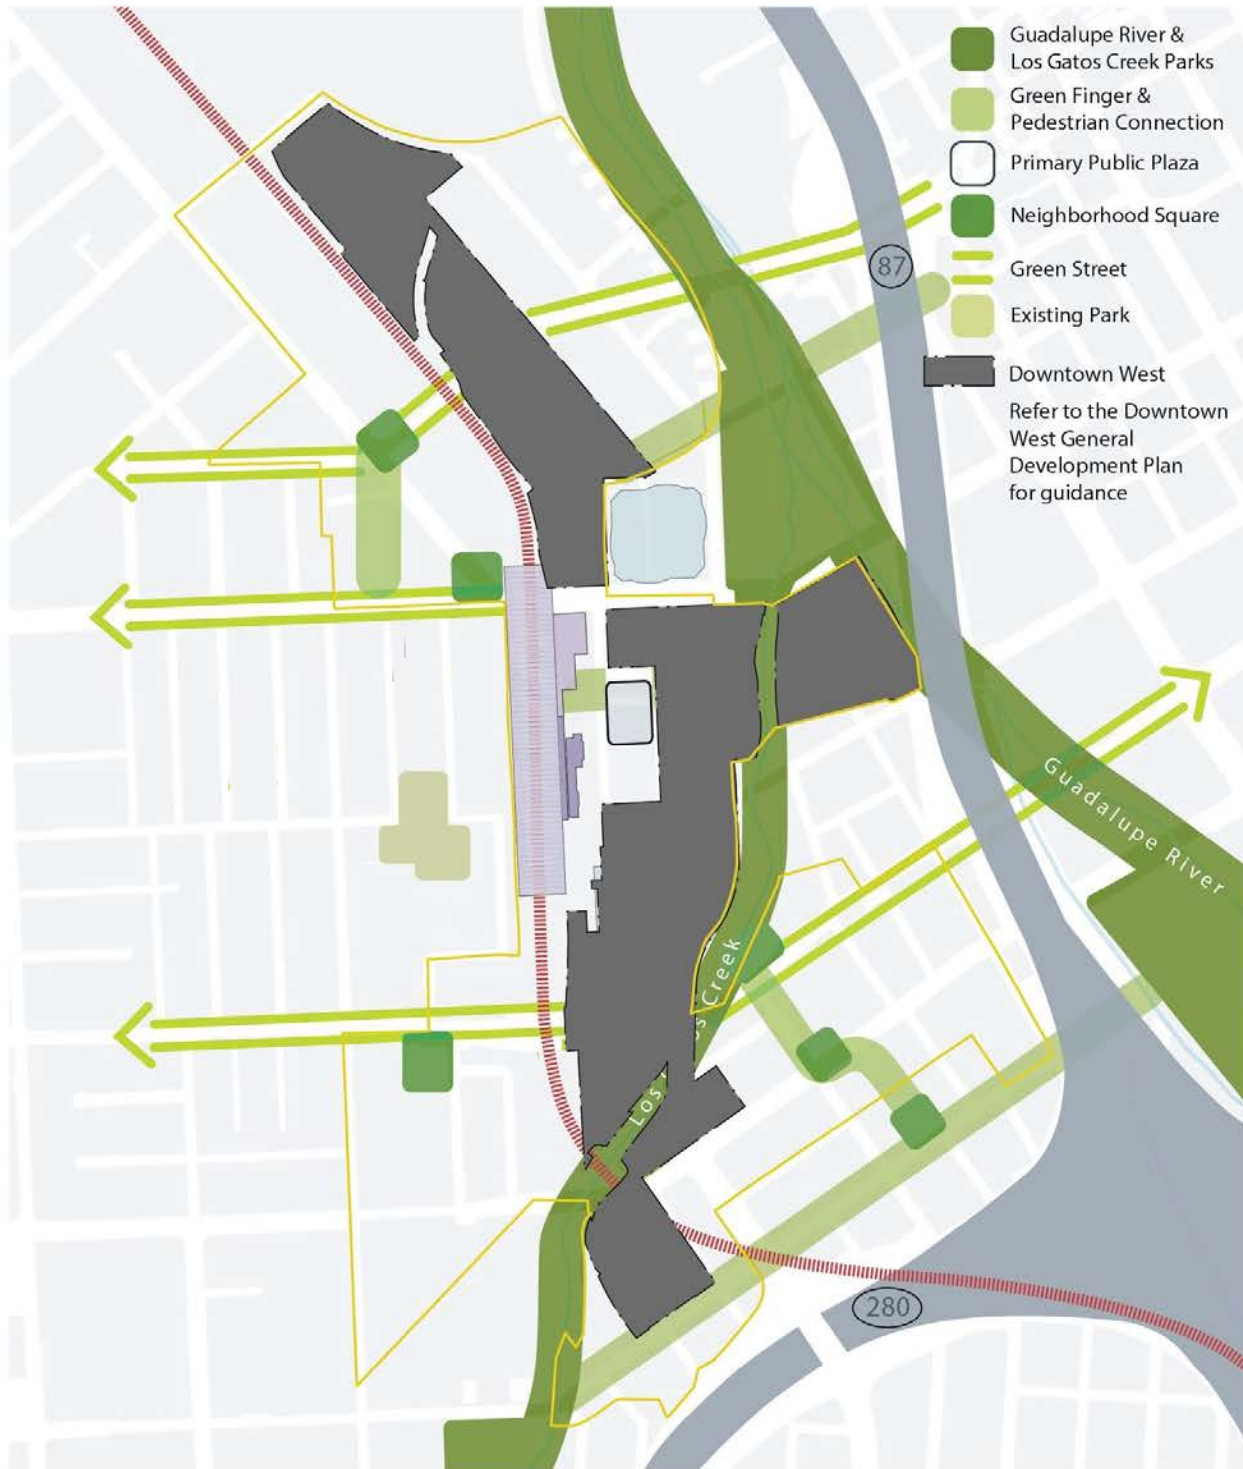 Guadalupe River &
Los Gatos Creek Parks
Green Finger &
Pedestrian Connection
Primary Public Plaza
Neighborhood Square
Green Street
Existing Park
Downtown West
Refer to the Downtown
West General
Development Plan
for guidance
87
Guadalupe River
os Creek
Los
280